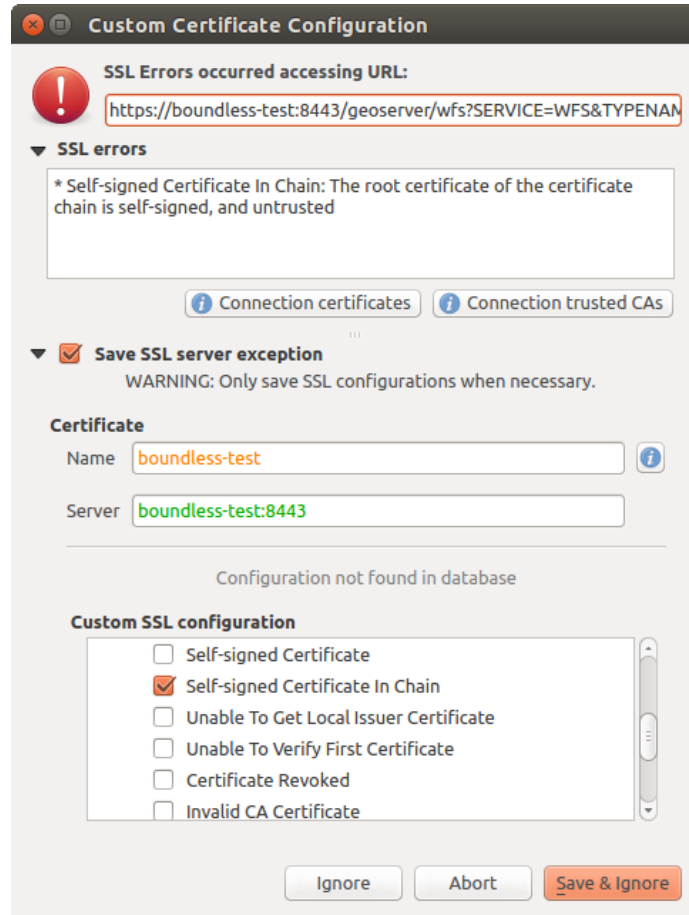 Custom Certificate Configuration
SSL Errors occurred accessing URL:
https://boundless-test:8443/geoserver/wfs?SERVICE=WFS&TYPENAM
SSL errors
* Self-signed Certificate In Chain: The root certificate of the certificate
chain is self-signed, and untrusted
Connection certificates Connection trusted CAs
Save SSL server exception
WARNING: Only save SSL configurations when necessary.
Certificate
Name boundless-test
Server boundless-test:8443
Configuration not found in database
Custom SSL configuration
Self-signed Certificate
Self-signed Certificate In Chain
Unable To Get Local Issuer Certificate
Unable To Verify First Certificate
Certificate Revoked
Invalid CA Certificate
Ignore Abort Save & Ignore